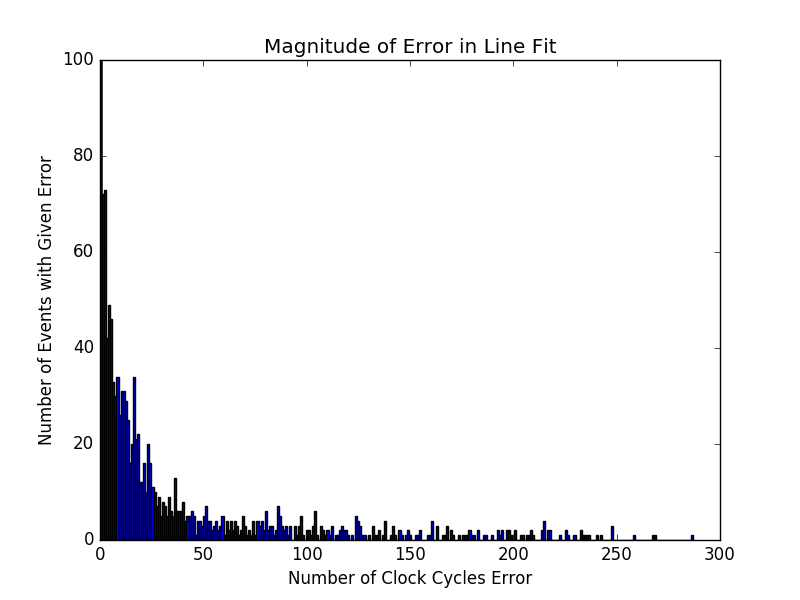 Magnitude of Error in Line Fit
Number of Events with Given Error
100
80
60
40
20
0
0 50 100 150 200 250 300
Number of Clock Cycles Error